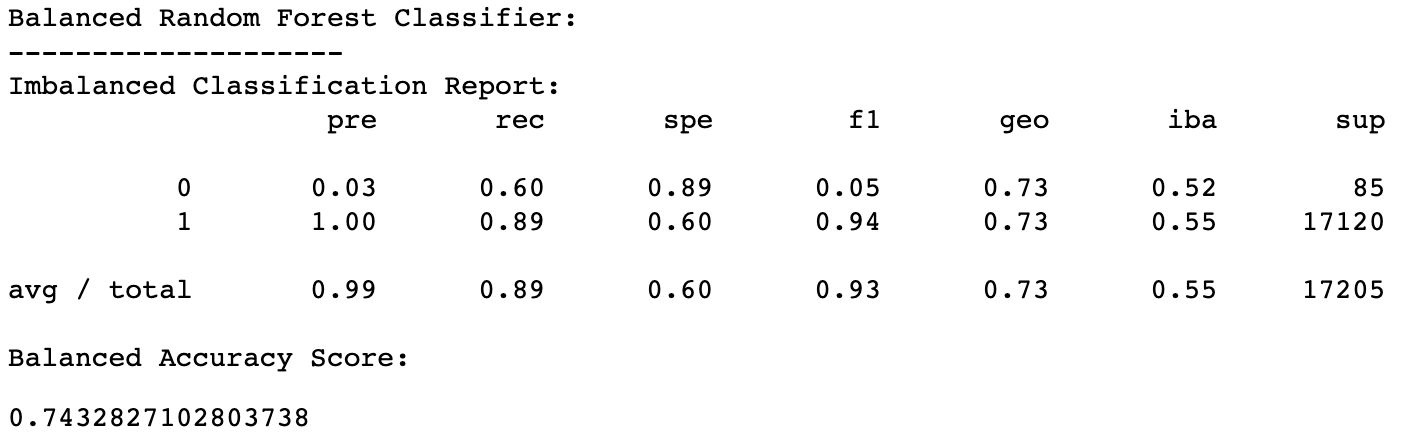 Balanced Random Forest Classifier:
--------------------
Imbalanced Classification Report:
pre rec spe f1 geo iba sup
0 0.03 0.60 0.89 0.05 0.73 0.52 85
1 1.00 0.89 0.60 0.94 0.73 0.55 17120
avg / total 0.99 0.89 0.60 0.93 0.73 0.55 17205
Balanced Accuracy Score:
0.7432827102803738